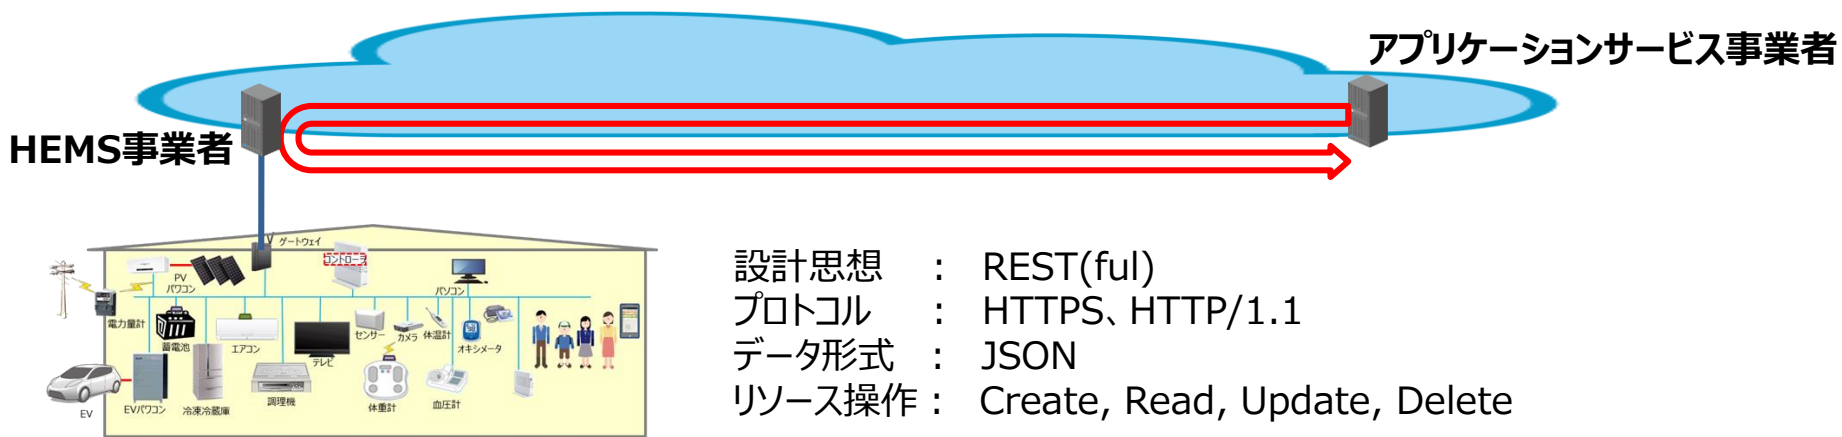 アプリケーションサービス事業者
HEMS事業者
ゲートウェイ
コントローラ
PV
パワコン
パソコン
電力量計
蓄電池
エアコン
テレビ
センサー
カメラ
体温計
オキシメータ
EV
EVパワコン
冷凍冷蔵庫
調理機
体重計
血圧計
設計思想 : REST(ful)
プロトコル : HTTPS、HTTP/1.1
データ形式 : JSON
リソース操作 : Create, Read, Update, Delete